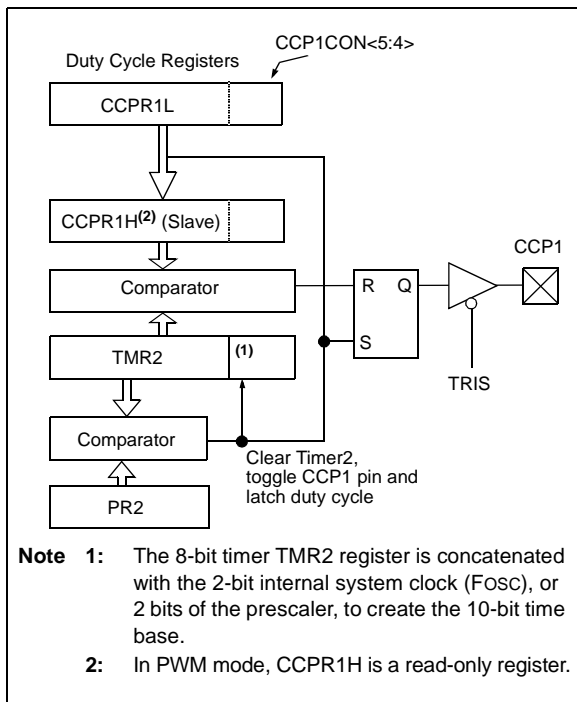 CCP1CON<5:4>
Duty Cycle Registers
CCPR1L
CCPR1H(2) (Slave)
CCP1
Comparator
R Q
TMR2
(1)
S
TRIS
Comparator
Clear Timer2,
toggle CCP1 pin and
latch duty cycle
PR2
Note 1: The 8-bit timer TMR2 register is concatenated
with the 2-bit internal system clock (FOSC), or
2 bits of the prescaler, to create the 10-bit time
base.
2: In PWM mode, CCPR1H is a read-only register.